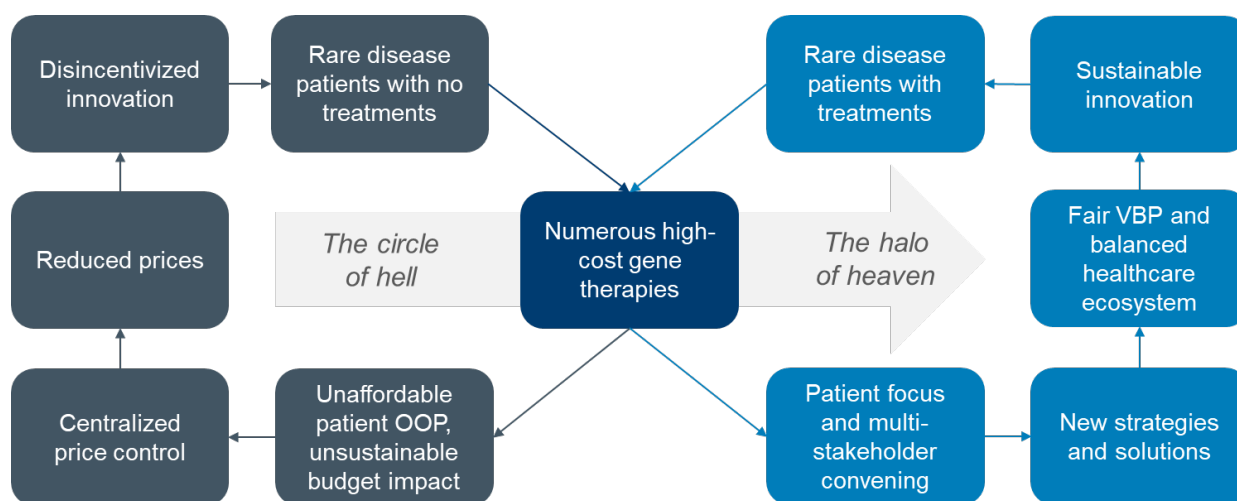 Disincentivized
innovation
Rare disease
patients with no
treatments
Rare disease
patients with
treatments
Sustainable
innovation
Reduced prices
The circle
of hell
Numerous high-
cost gene
therapies
The halo
of heaven
Fair VBP and
balanced
healthcare
ecosystem
Centralized
price control
Unaffordable
patient OOP,
unsustainable
budget impact
Patient focus
and multi-
stakeholder
convening
New strategies
and solutions